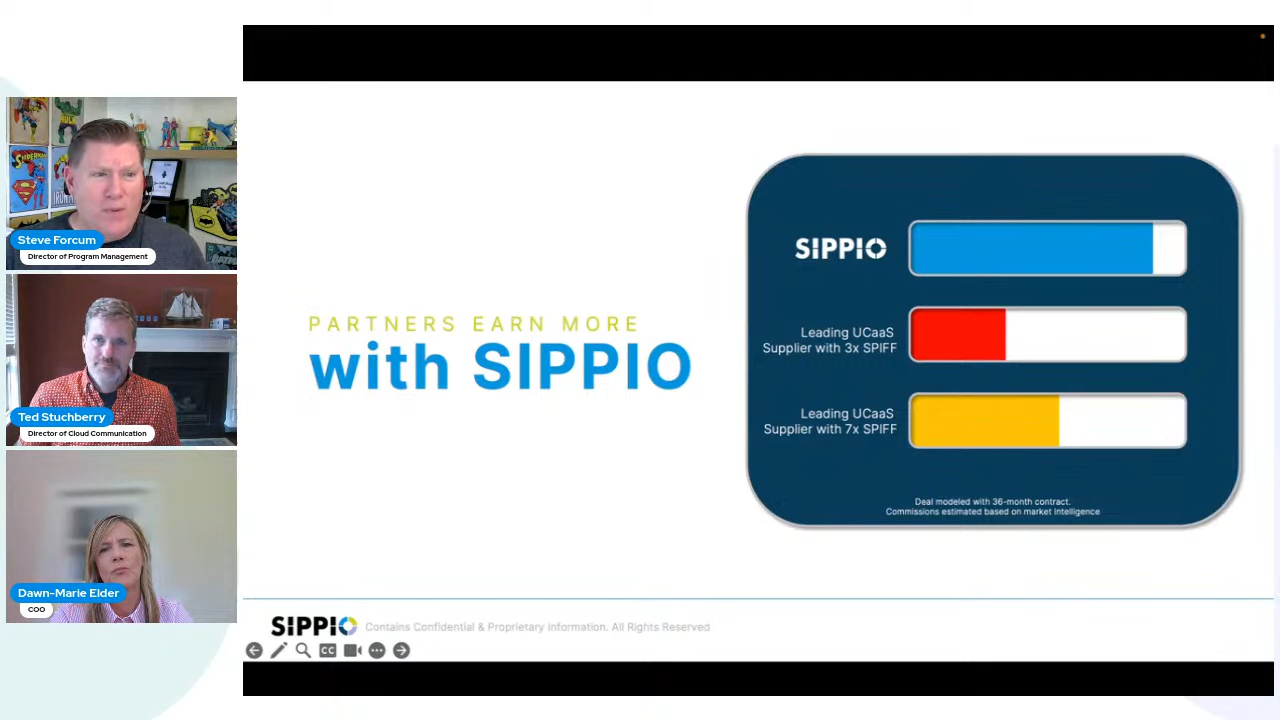 SUPERMAN
Steve Forcum
Director of Program Management
Ted Stuchberry
Director of Cloud Communication
Dawn-Marie Elder
COO
PARTNERS EARN MORE
with SIPPIO
SIPPIO
Leading UCaaS
Supplier with 3x SPIFF
Leading UCaaS
Supplier with 7x SPIFF
Deal modeled with 36-month contract.
Commissions estimated based on market intelligence
SIPPIO Contains Confidential & Proprietary Information. All Rights Reserved
CC